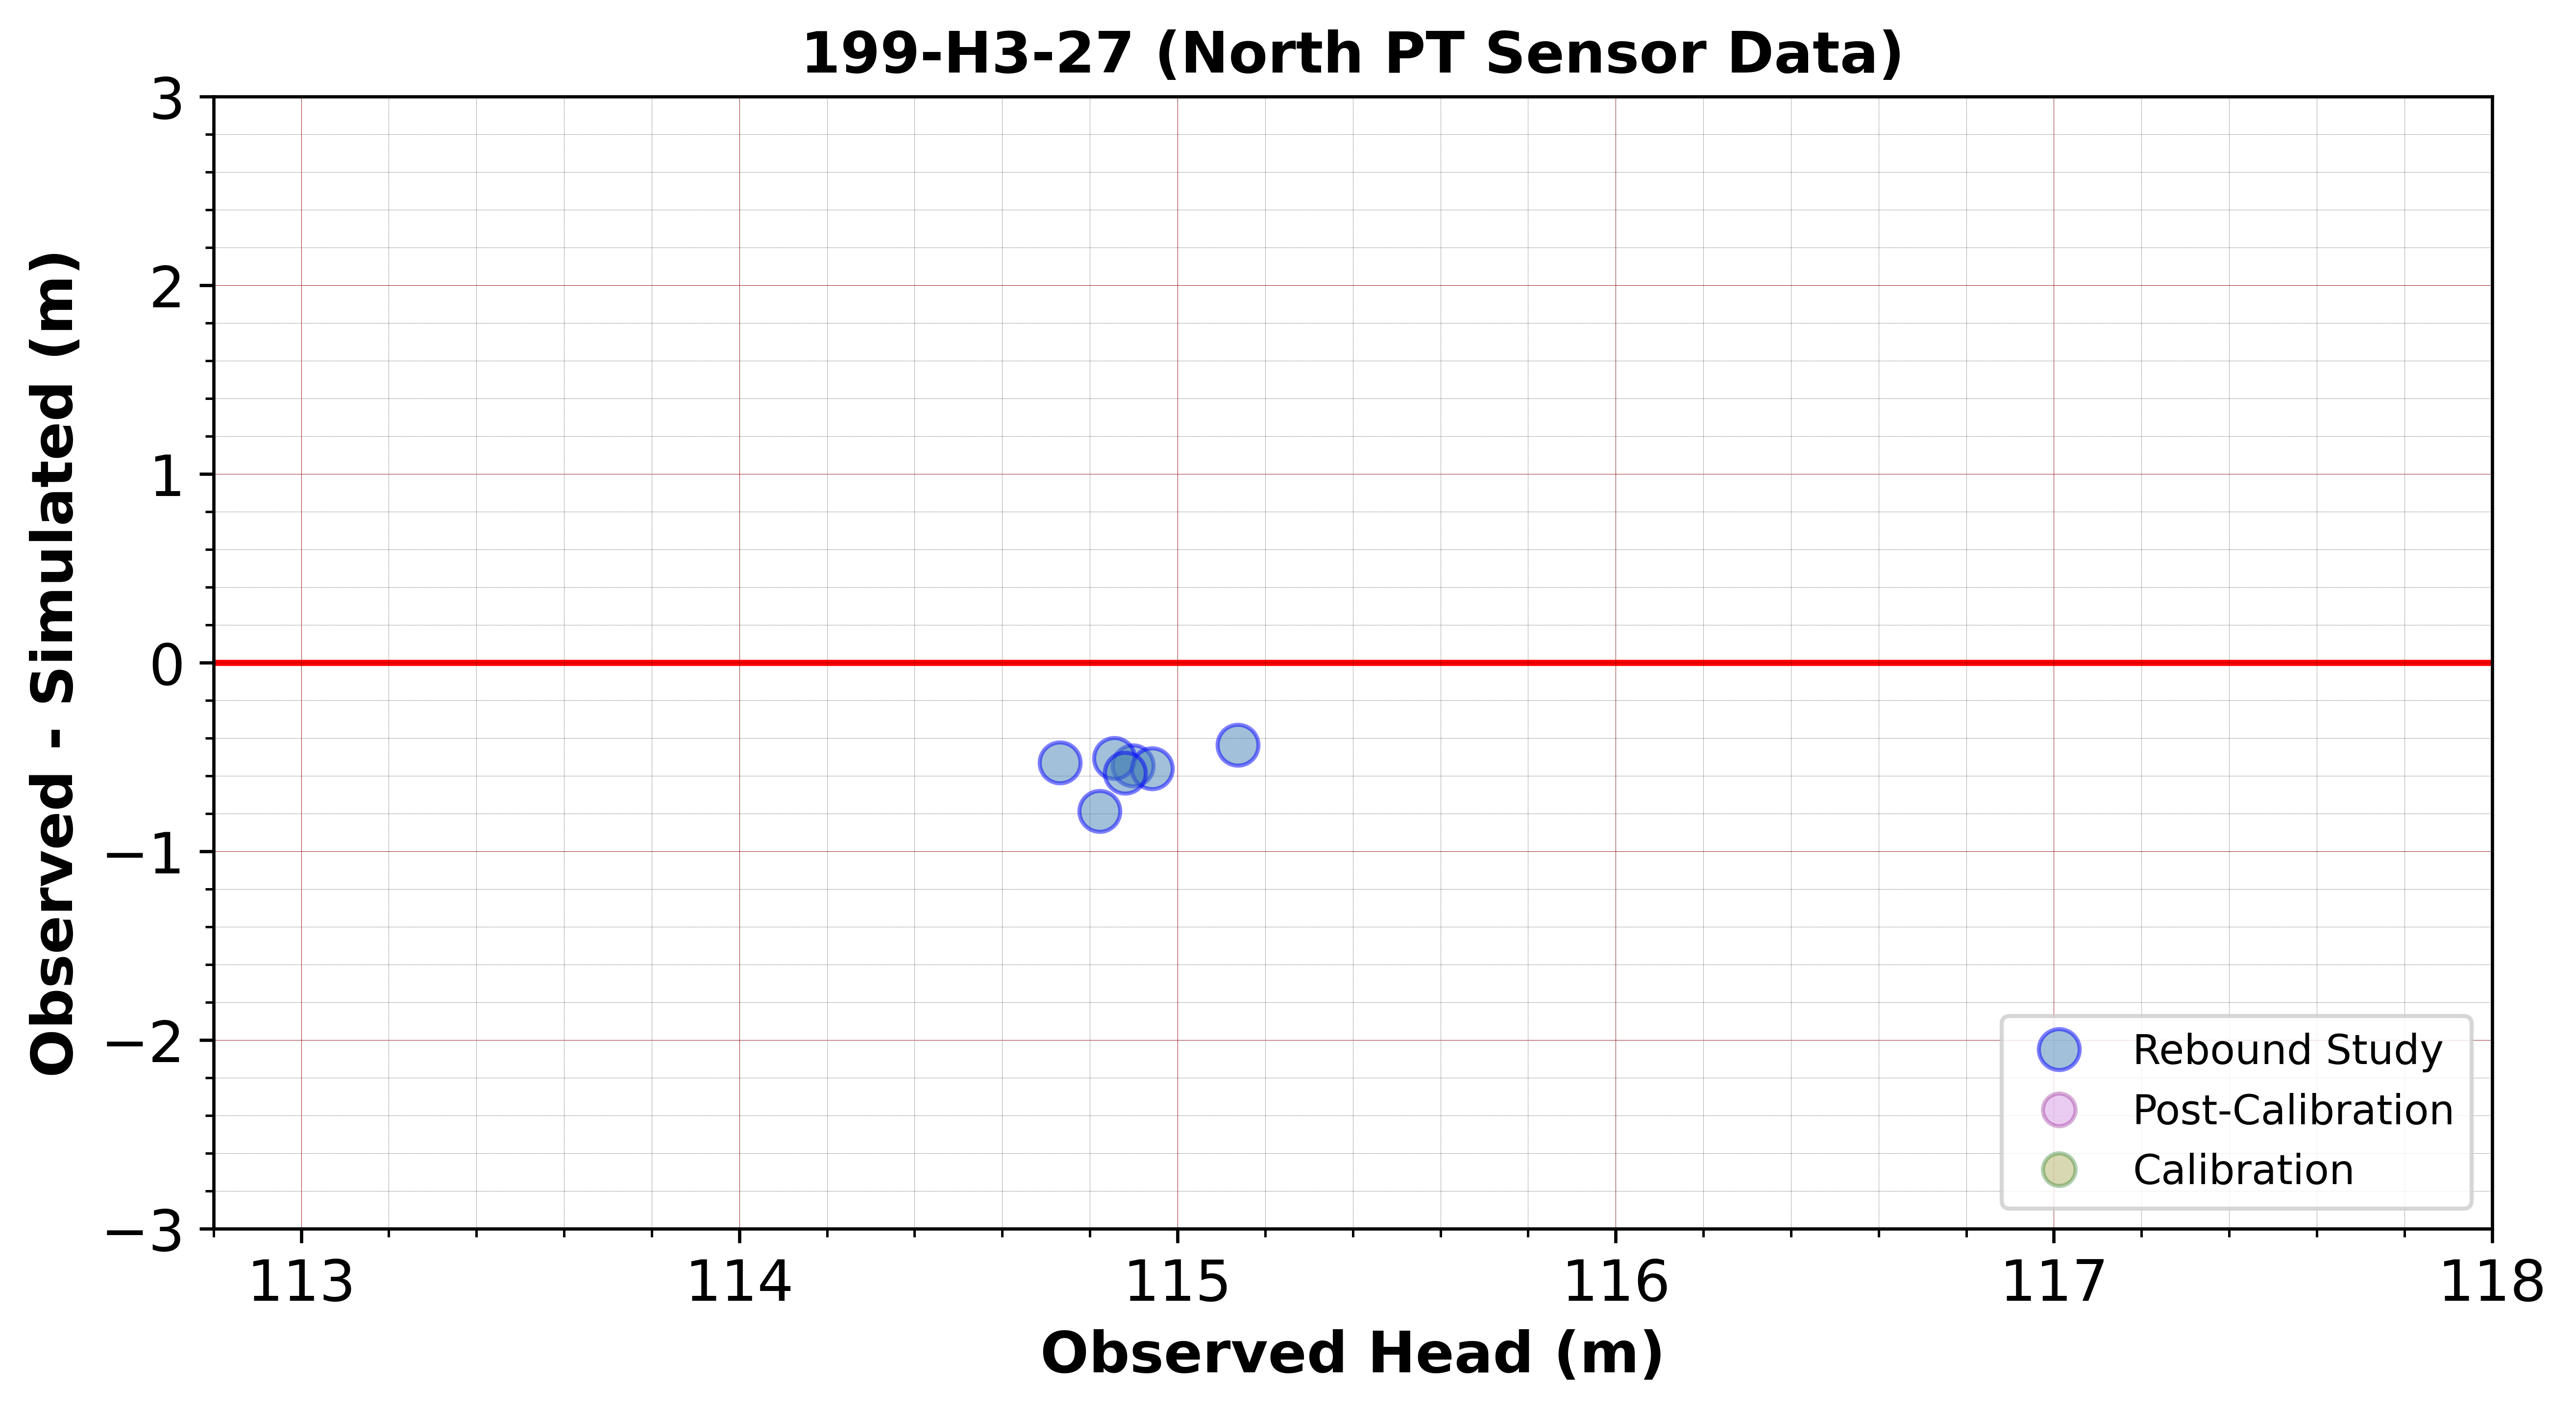 199-H3-27 (North PT Sensor Data)
Observed - Simulated (m)
3
2
1
0
−1
−2
−3
Rebound Study
Post-Calibration
Calibration
113 114 115 116 117 118
Observed Head (m)